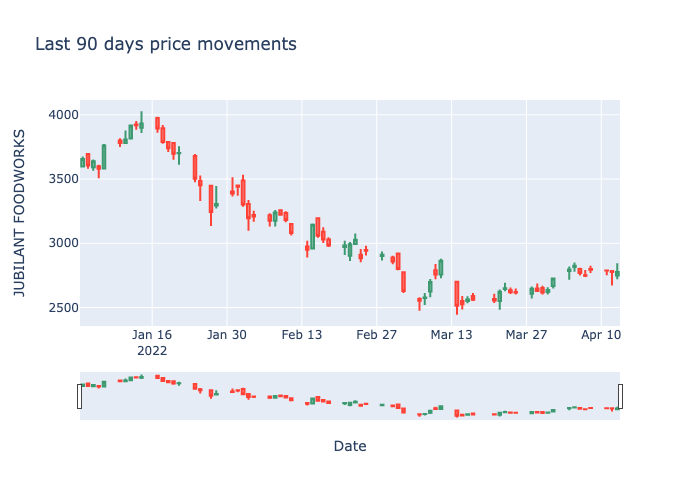 Last 90 days price movements
JUBILANT FOODWORKS
4000
3500
3000
2500
Jan 16
2022
Jan 30
Feb 13
Feb 27
Mar 13
Mar 27
Apr 10
Date